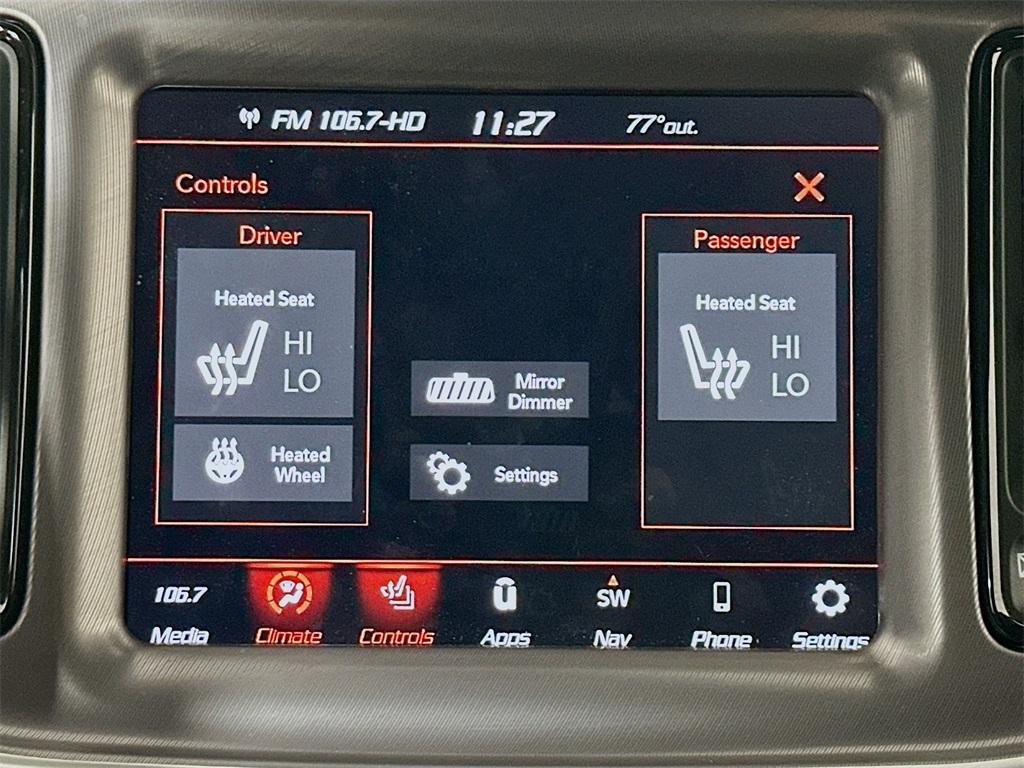 FM 106.7-HD 11:27 77°out.
Controls
Driver
Heated Seat
HI
LO
Heated
Wheel
Mirror
Dimmer
Settings
Passenger
Heated Seat
HI
LO
106.7 SW
Media Climate Controls Apps Nav Phone Settings